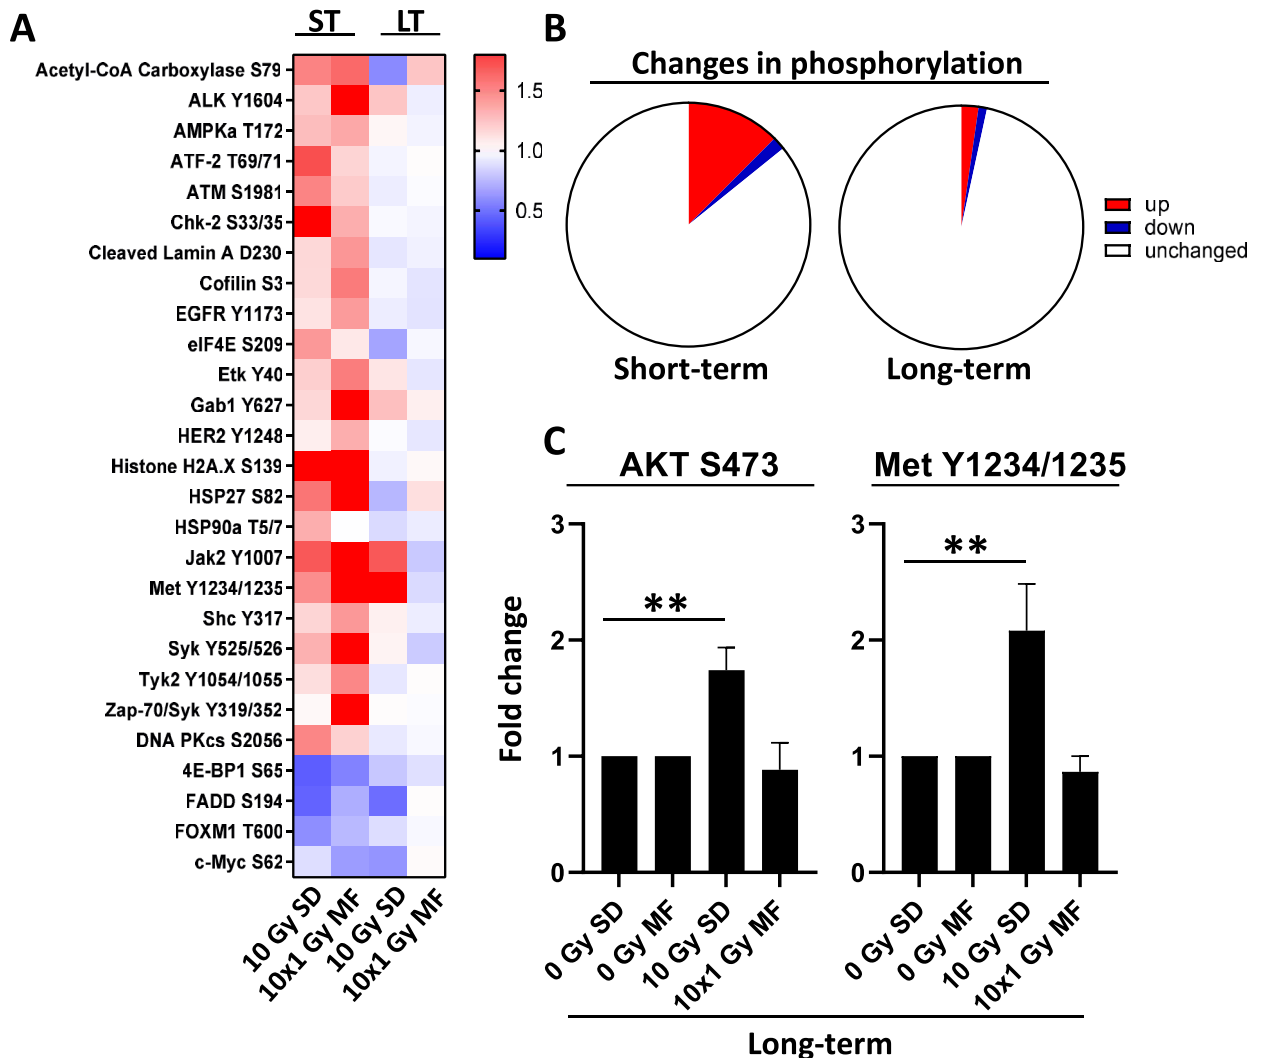 A
ST
LT
Acetyl-CoA Carboxylase S79
ALK Y1604
AMPKa T172
ATF-2 T69/71
ATM S1981
Chk-2 S33/35
Cleaved Lamin A D230
Cofilin S3
EGFR Y1173
eIF4E S209
Etk Y40
Gab1 Y627
HER2 Y1248
Histone H2A.X S139
HSP27 S82
HSP90a T5/7
Jak2 Y1007
Met Y1234/1235
Shc Y317
Syk Y525/526
Tyk2 Y1054/1055
Zap-70/Syk Y319/352
DNA PKcs S2056
4E-BP1 S65
FADD S194
FOXM1 T600
c-Myc S62
10 Gy SD
10x1 Gy MF
10 Gy SD
10x1 Gy MF
1.5
1.0
0.5
B
Changes in phosphorylation
Short-term
Long-term
up
down
unchanged
C
AKT S473
Fold change
3
2
1
0
**
0 Gy SD
0 Gy MF
10 Gy SD
10x1 Gy MF
Met Y1234/1235
3
2
1
0
**
0 Gy SD
0 Gy MF
10 Gy SD
10x1 Gy MF
Long-term